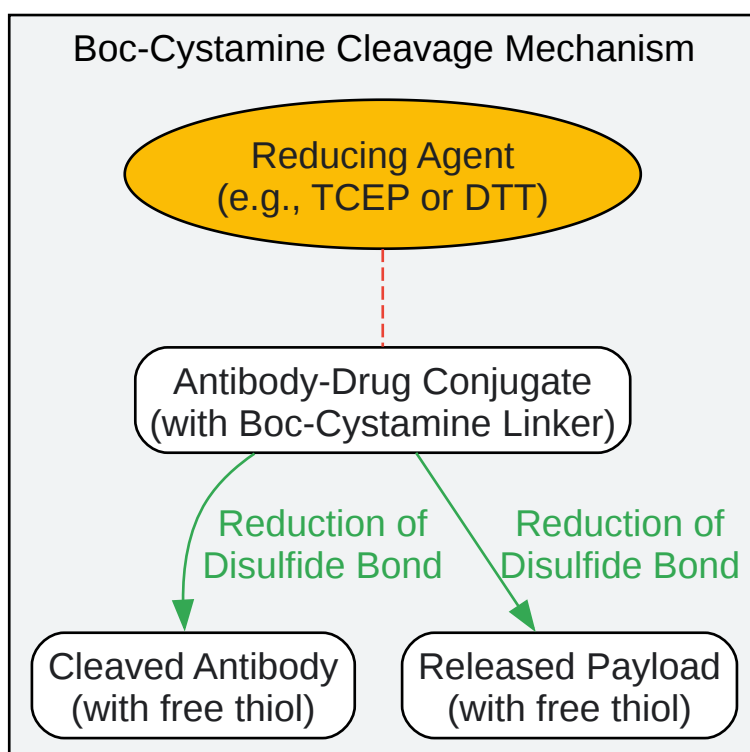 Boc-Cystamine Cleavage Mechanism
Reducing Agent
(e.g., TCEP or DTT)
Antibody-Drug Conjugate
(with Boc-Cystamine Linker)
Reduction of
Disulfide Bond
Reduction of
Disulfide Bond
Cleaved Antibody
(with free thiol)
Released Payload
(with free thiol)